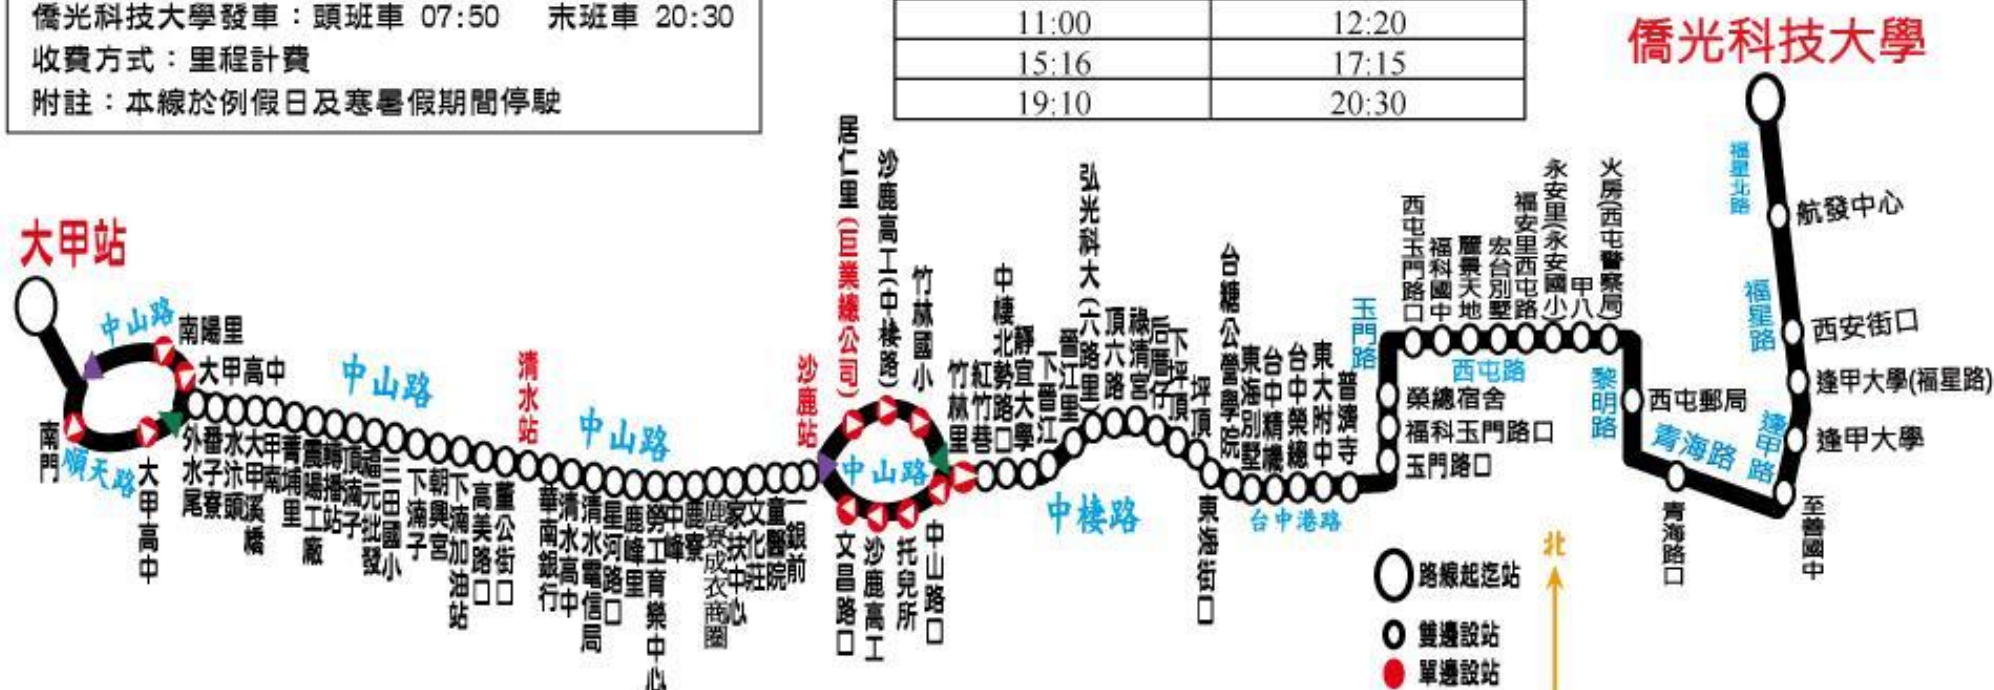 僑光科技大學發車：頭班車 07:50 末班車 20:30
收費方式：里程計費
附註：本線於例假日及寒暑假期間停駛
11:00 12:20
15:16 17:15
19:10 20:30
僑光科技大學
大甲站
中山路
南陽里
大甲高中
南門
順天路
大甲高中
外水尾
番子寮
水汴頭
大甲溪橋
甲南
菁埔里
震陽工廠
轉播站
頂湳子
福元批發
三田國小
下湳子
朝興宮
下湳加油站
高美路口
董公街口
中山路
清水站
華南銀行
清水高中
清水電信局
星河路口
鹿峰里
勞工育樂中心
中峰
鹿寮
鹿寮成衣商圈
家扶中心
文化莊
童醫院
一銀前
中山路
沙鹿站
居仁里(巨業總公司)
沙鹿高工(中棲路)
竹林國小
中山路
文昌路口
沙鹿高工
托兒所
中山路口
竹林里
紅竹巷
中棲北勢路口
靜宜大學
下晉江
晉江里
弘光科大(六路里)
頂六路
祿清宮
后厝仔
下坪頂
坪頂
中棲路
東海街口
台糖公營學院
東海別墅
台中精機
台中榮總
東大附中
普濟寺
台中港路
玉門路
榮總宿舍
福科玉門路口
玉門路口
西屯玉門路口
福科國中
麗景天地
宏台別墅
福安里西屯路
永安里(永安國小)
甲八
火房(西屯警察局)
西屯路
黎明路
西屯郵局
青海路
青海路口
至善國中
逢甲路
逢甲大學
逢甲大學(福星路)
福星路
西安街口
航發中心
福星北路
北
路線起迄站
雙邊設站
單邊設站